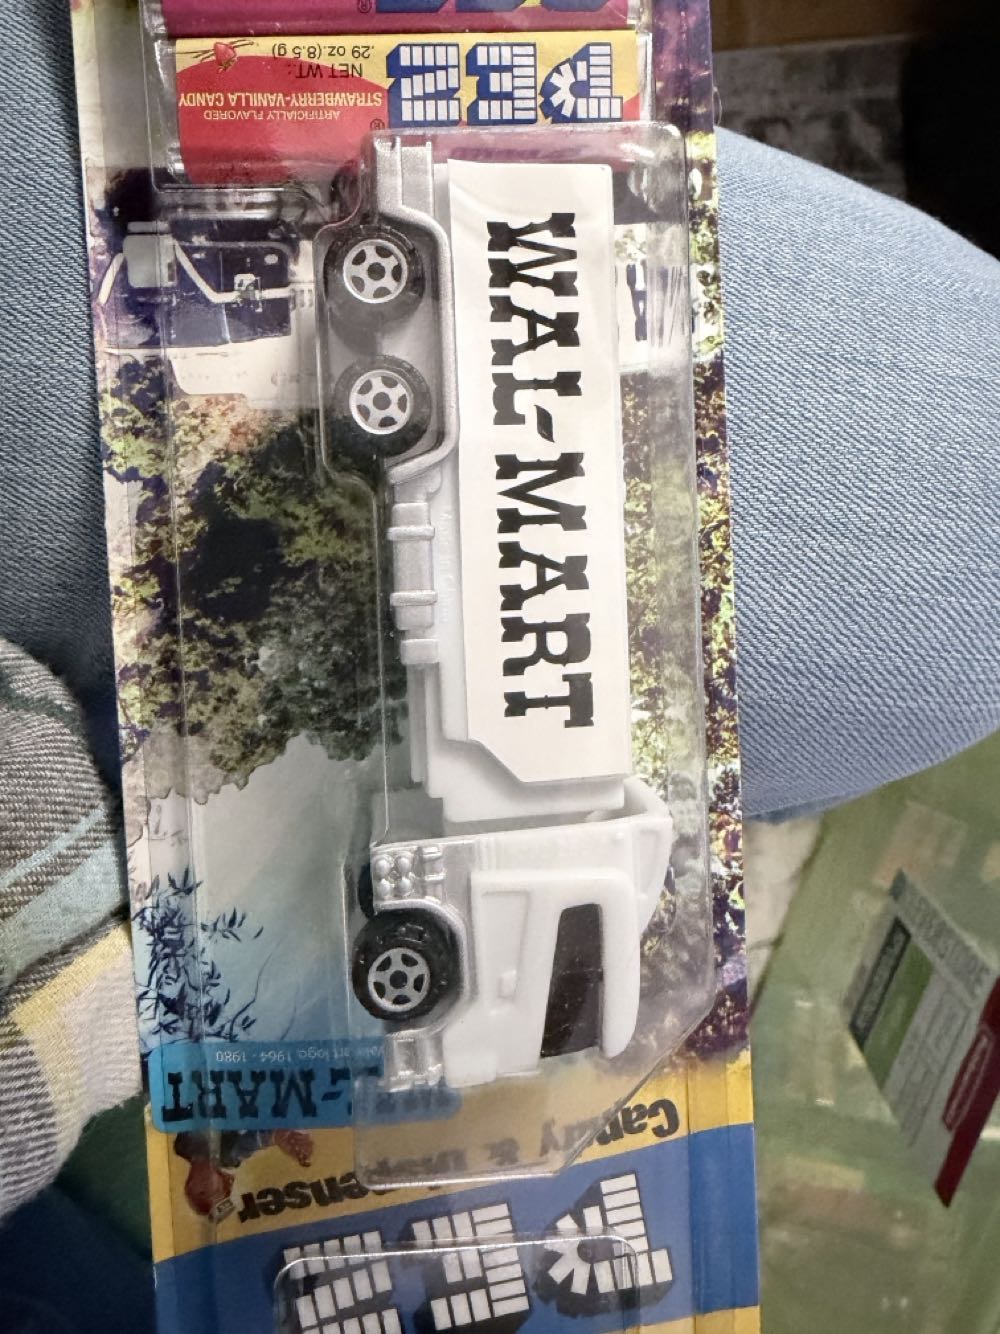 PEZ
Candy & Dispenser
WAL-MART
Wal-Mart logo, 1964 - 1980
WAL-MART
PEZ
ARTIFICIALLY FLAVORED
STRAWBERRY-VANILLA CANDY
NET WT.:
.29 oz. (8.5 g)